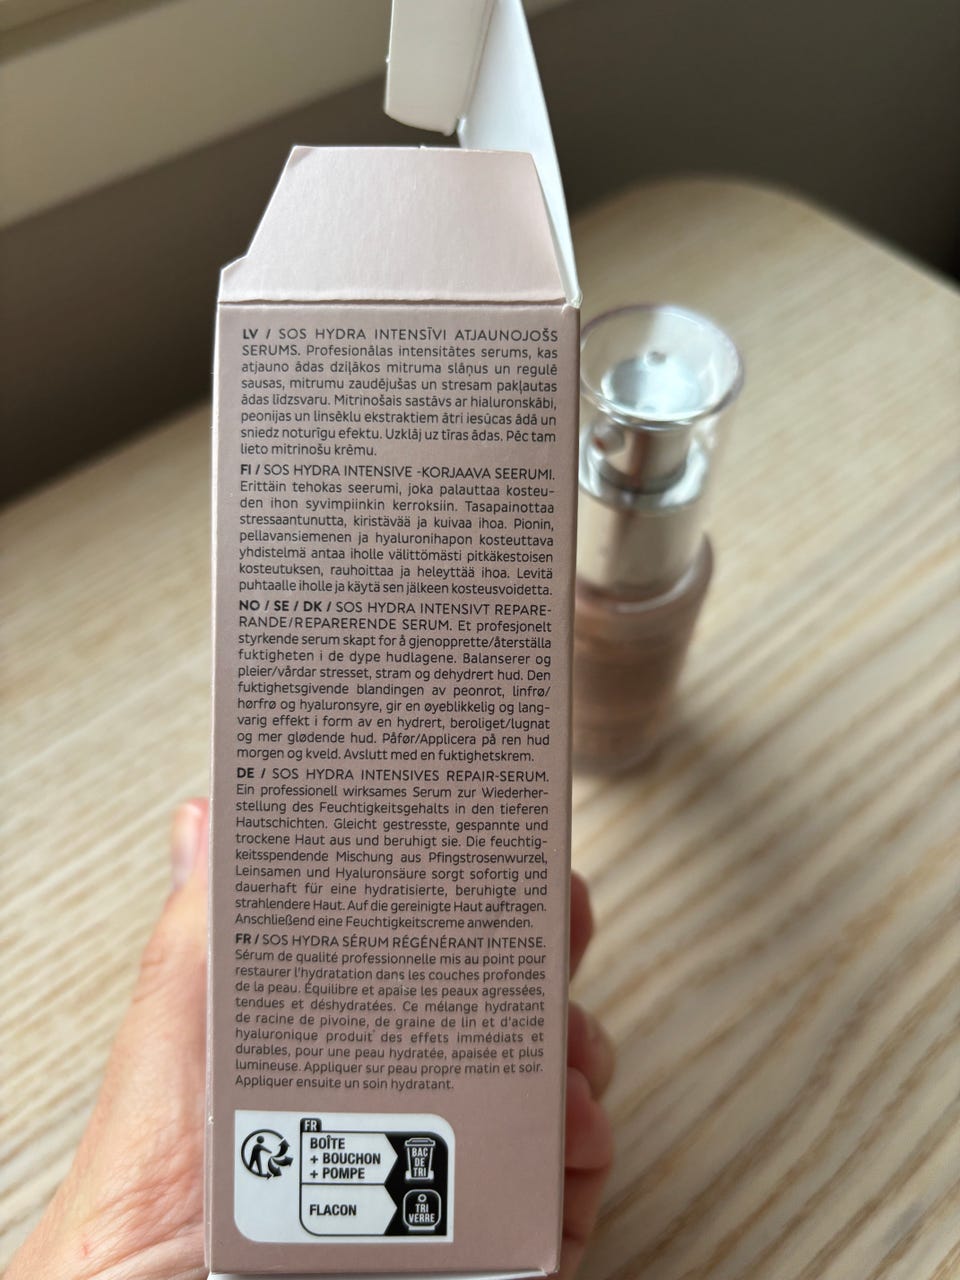 LV / SOS HYDRA INTENSĪVI ATJAUNOJOŠS
SERUMS. Profesionālas intensitātes serums, kas
atjauno ādas dziļākos mitruma slāņus un regulē
sausas, mitrumu zaudējušas un stresam pakļautas
ādas līdzsvaru. Mitrinošais sastāvs ar hialuronskābi,
peonijas un linsēklu ekstraktiem ātri iesūcas ādā un
sniedz noturīgu efektu. Uzklāj uz tīras ādas. Pēc tam
lieto mitrinošu krēmu.
FI / SOS HYDRA INTENSIVE -KORJAAVA SEERUMI.
Erittäin tehokas seerumi, joka palauttaa kosteu-
den ihon syvimpiinkin kerroksiin. Tasapainottaa
stressaantunutta, kiristävää ja kuivaa ihoa. Pionin,
pellavansiemenen ja hyaluronihapon kosteuttava
yhdistelmä antaa iholle välittömästi pitkäkestoisen
kosteutuksen, rauhoittaa ja heleyttää ihoa. Levitä
puhtaalle iholle ja käytä sen jälkeen kosteusvoidetta.
NO / SE / DK / SOS HYDRA INTENSIVT REPARE-
RANDE/REPARERENDE SERUM. Et profesjonelt
styrkende serum skapt for å gjenopprette/återställa
fuktigheten i de dype hudlagene. Balanserer og
pleier/vårdar stresset, stram og dehydrert hud. Den
fuktighetsgivende blandingen av peonrot, linfrø/
hørfrø og hyaluronsyre, gir en øyeblikkelig og lang-
varig effekt i form av en hydrert, beroliget/lugnat
og mer glødende hud. Påfør/Applicera på ren hud
morgen og kveld. Avslutt med en fuktighetskrem.
DE / SOS HYDRA INTENSIVES REPAIR-SERUM.
Ein professionell wirksames Serum zur Wiederher-
stellung des Feuchtigkeitsgehalts in den tieferen
Hautschichten. Gleicht gestresste, gespannte und
trockene Haut aus und beruhigt sie. Die feuchtig-
keitsspendende Mischung aus Pfingstrosenwurzel,
Leinsamen und Hyaluronsäure sorgt sofortig und
dauerhaft für eine hydratisierte, beruhigte und
strahlendere Haut. Auf die gereinigte Haut auftragen.
Anschließend eine Feuchtigkeitscreme anwenden.
FR / SOS HYDRA SÉRUM RÉGÉNÉRANT INTENSE.
Sérum de qualité professionnelle mis au point pour
restaurer l'hydratation dans les couches profondes
de la peau. Équilibre et apaise les peaux agressées,
tendues et déshydratées. Ce mélange hydratant
de racine de pivoine, de graine de lin et d'acide
hyaluronique produit des effets immédiats et
durables, pour une peau hydratée, apaisée et plus
lumineuse. Appliquer sur peau propre matin et soir.
Appliquer ensuite un soin hydratant.
FR
BOÎTE
+ BOUCHON
+ POMPE
BAC
DE
TRI
FLACON
TRI
VERRE